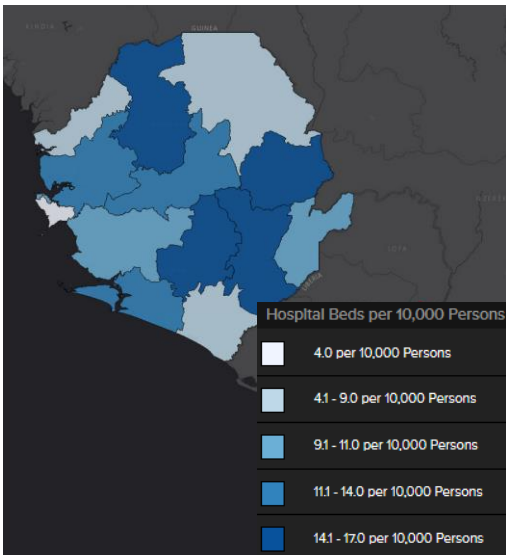 GUINEA
LIBERIA
Hospital Beds per 10,000 Persons
4.0 per 10,000 Persons
4.1 - 9.0 per 10,000 Persons
9.1 - 11.0 per 10,000 Persons
11.1 - 14.0 per 10,000 Persons
14.1 - 17.0 per 10,000 Persons